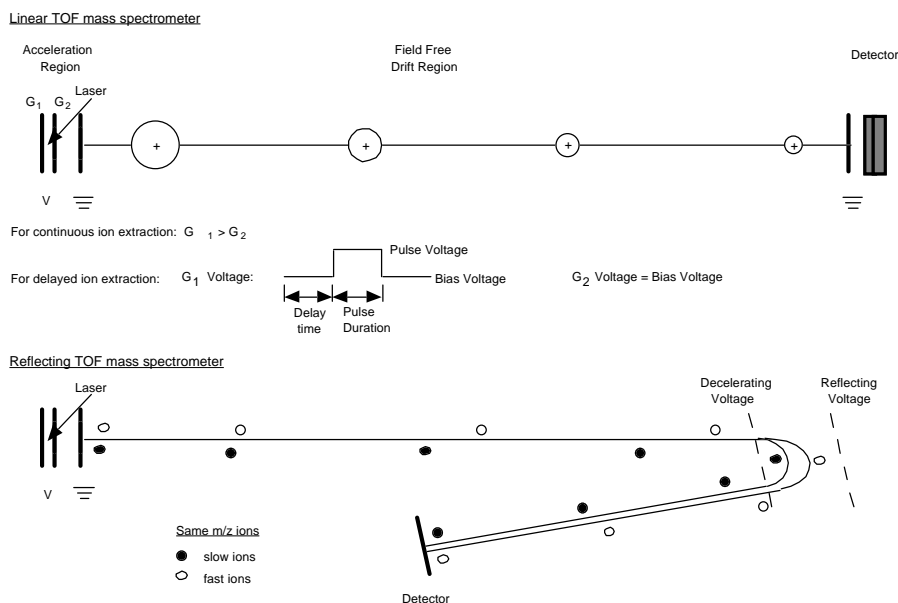 Linear TOF mass spectrometer
Acceleration
Region
Field Free
Drift Region
Detector
Laser
G1 G2
+ + + +
V
For continuous ion extraction: G 1 > G2
Pulse Voltage
For delayed ion extraction: G1 Voltage: Bias Voltage G2 Voltage = Bias Voltage
Delay
time
Pulse
Duration
Reflecting TOF mass spectrometer
Laser
Decelerating
Voltage
Reflecting
Voltage
V
Same m/z ions
slow ions
fast ions
Detector